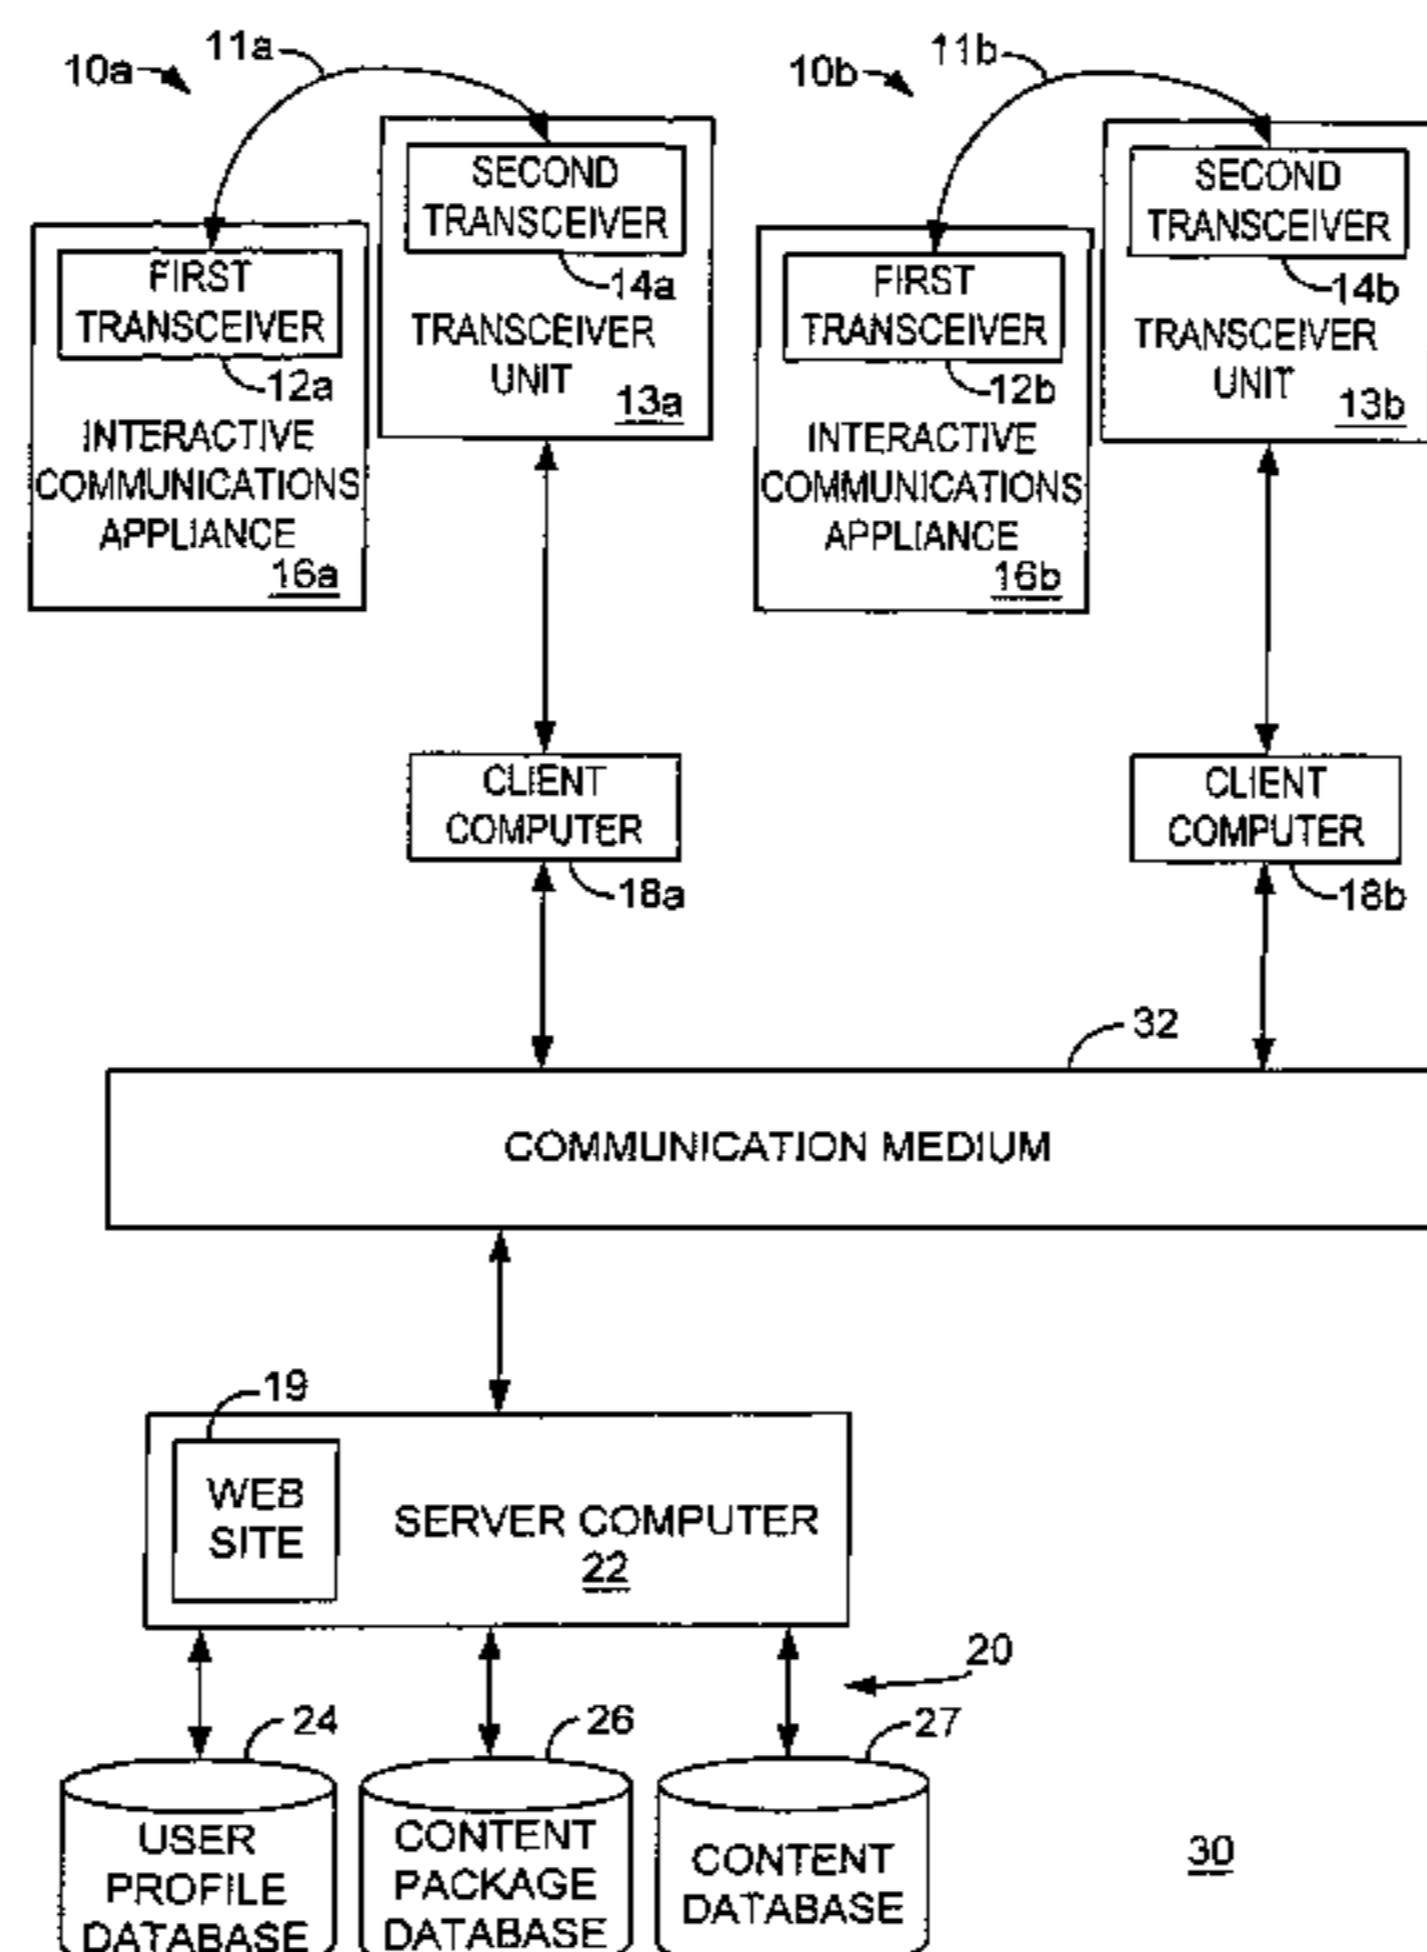 10a
11a
10b
11b
SECOND
TRANSCEIVER
14a
TRANSCEIVER
UNIT
13a
FIRST
TRANSCEIVER
12a
INTERACTIVE
COMMUNICATIONS
APPLIANCE
16a
SECOND
TRANSCEIVER
14b
TRANSCEIVER
UNIT
13b
FIRST
TRANSCEIVER
12b
INTERACTIVE
COMMUNICATIONS
APPLIANCE
16b
CLIENT
COMPUTER
18a
CLIENT
COMPUTER
18b
32
COMMUNICATION MEDIUM
19
WEB
SITE
SERVER COMPUTER
22
20
24
26
27
USER
PROFILE
DATABASE
CONTENT
PACKAGE
DATABASE
CONTENT
DATABASE
30